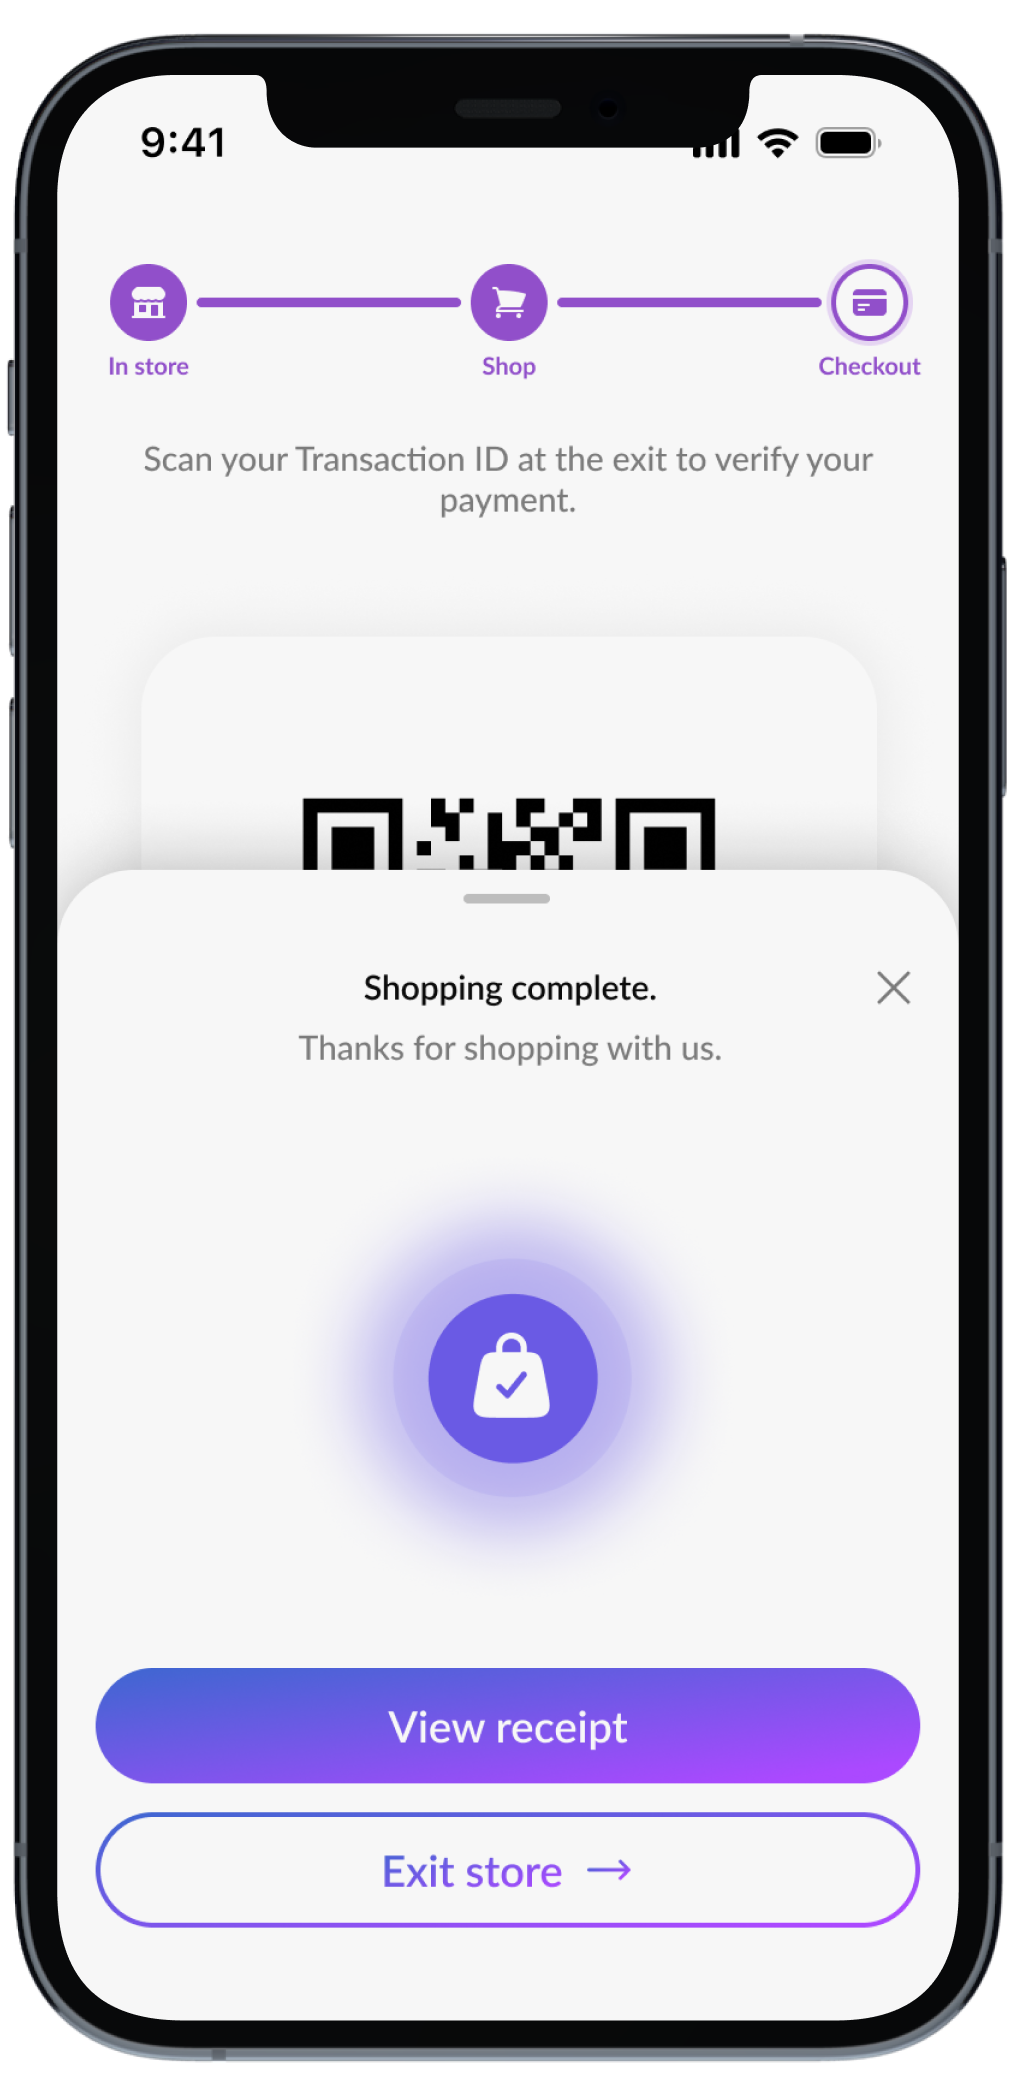 9:41
In store
Shop
Checkout
Scan your Transaction ID at the exit to verify your
payment.
Shopping complete.
Thanks for shopping with us.
View receipt
Exit store →